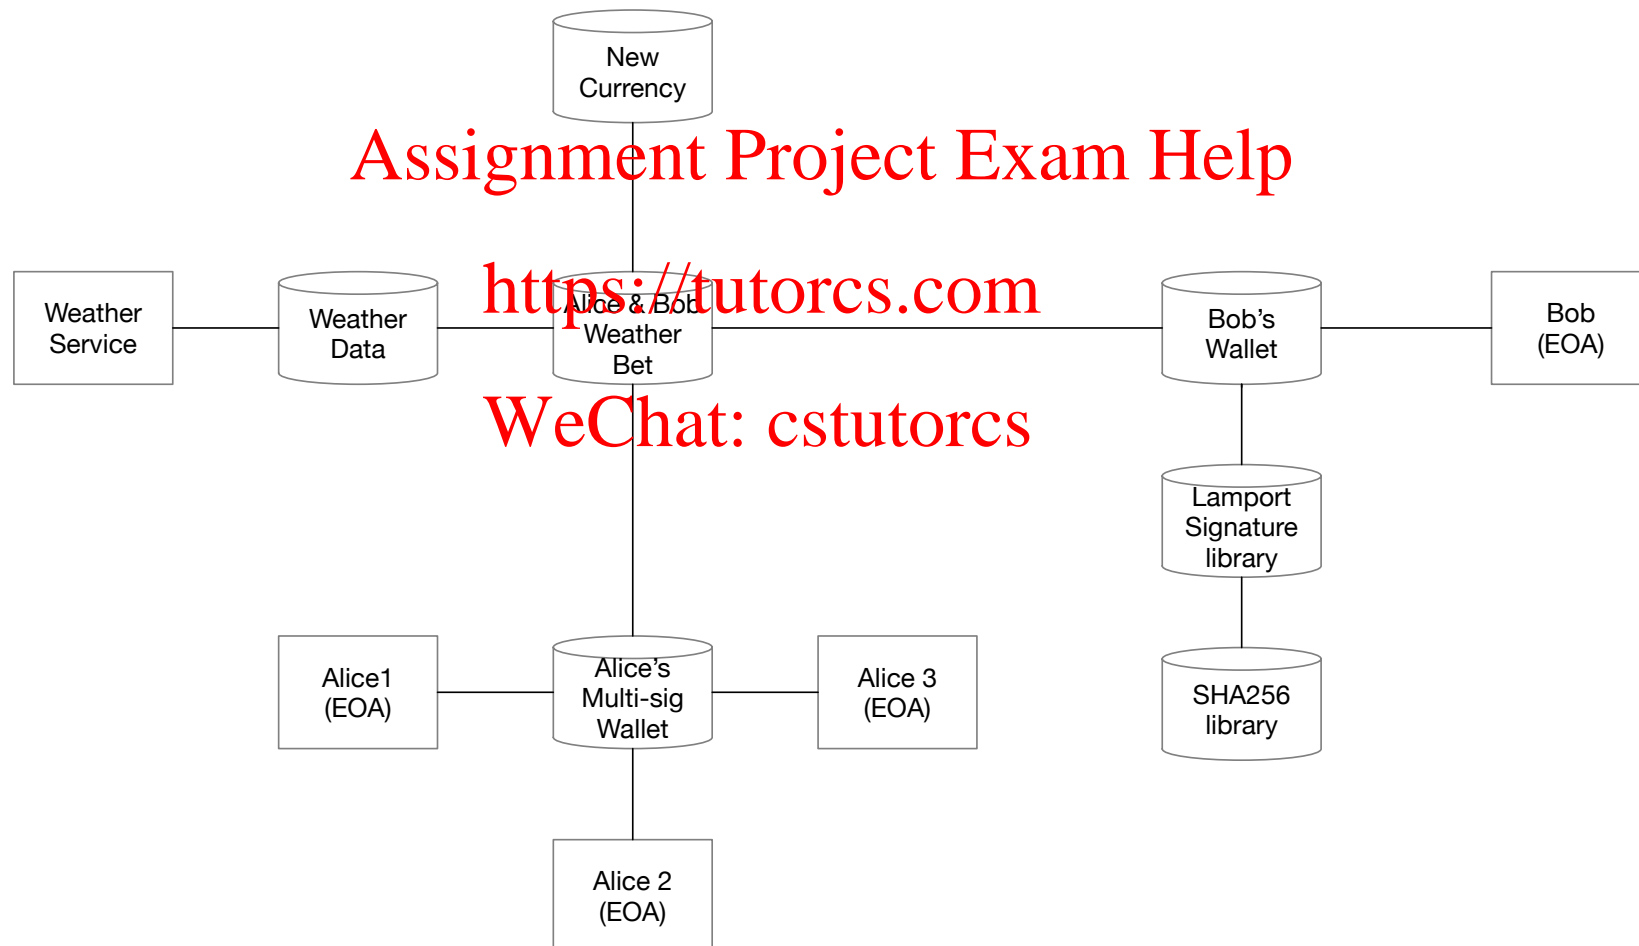 New
Currency
Assignment Project Exam Help
https://tutorcs.com
Weather
Service
Weather
Data
Alice & Bob
Weather
Bet
Bob's
Wallet
Bob
(EOA)
WeChat: cstutorcs
Lamport
Signature
library
Alice1
(EOA)
Alice's
Multi-sig
Wallet
Alice 3
(EOA)
SHA256
library
Alice 2
(EOA)